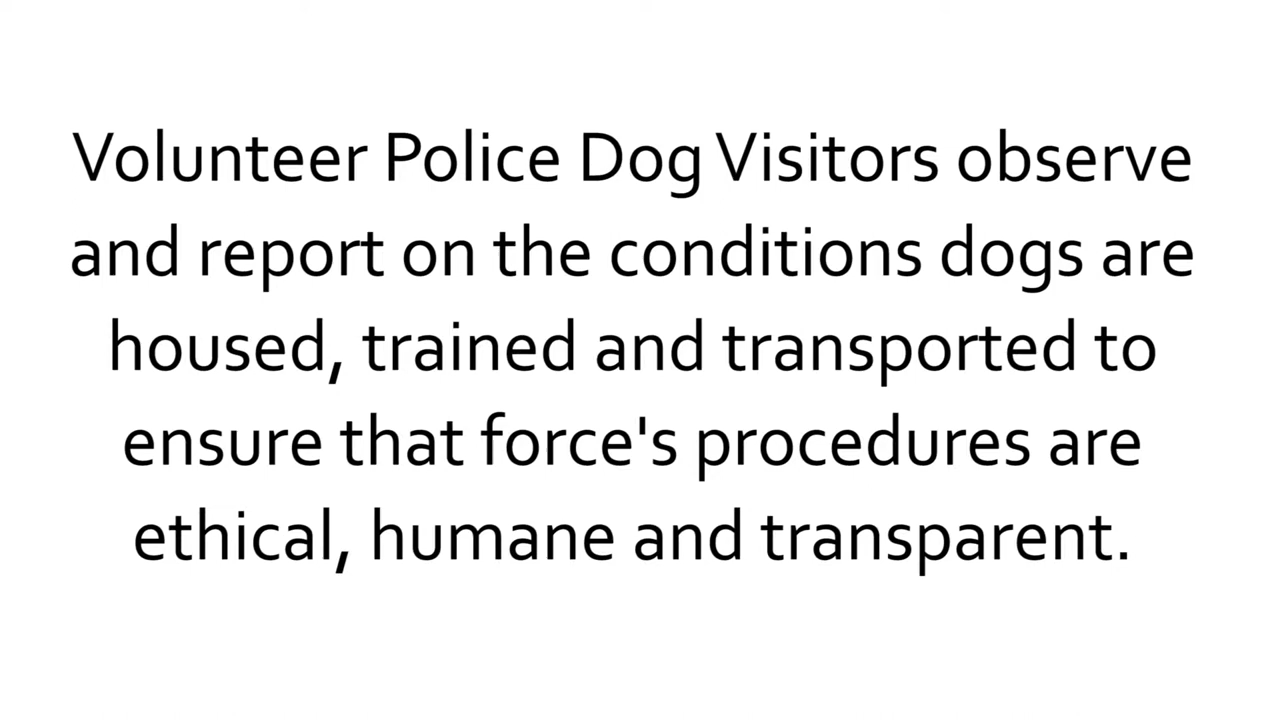 Volunteer Police Dog Visitors observe
and report on the conditions dogs are
housed, trained and transported to
ensure that force's procedures are
ethical, humane and transparent.